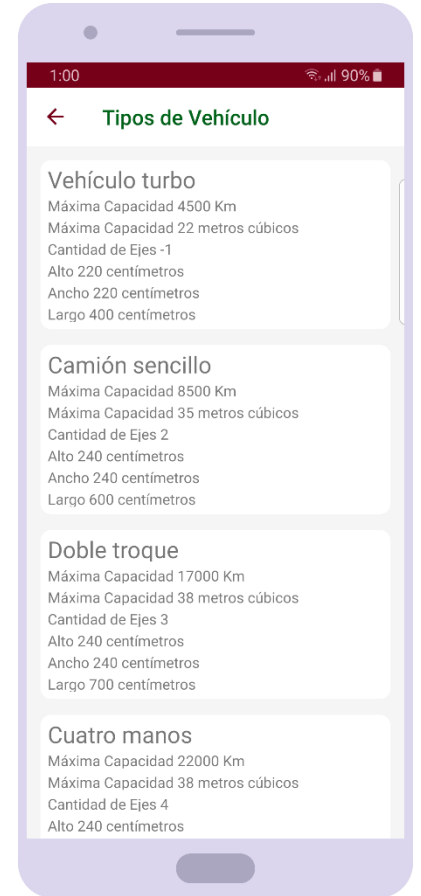 1:00 90%
Tipos de Vehículo
Vehículo turbo
Máxima Capacidad 4500 Km
Máxima Capacidad 22 metros cúbicos
Cantidad de Ejes -1
Alto 220 centímetros
Ancho 220 centímetros
Largo 400 centímetros
Camión sencillo
Máxima Capacidad 8500 Km
Máxima Capacidad 35 metros cúbicos
Cantidad de Ejes 2
Alto 240 centímetros
Ancho 240 centímetros
Largo 600 centímetros
Doble troque
Máxima Capacidad 17000 Km
Máxima Capacidad 38 metros cúbicos
Cantidad de Ejes 3
Alto 240 centímetros
Ancho 240 centímetros
Largo 700 centímetros
Cuatro manos
Máxima Capacidad 22000 Km
Máxima Capacidad 38 metros cúbicos
Cantidad de Ejes 4
Alto 240 centímetros